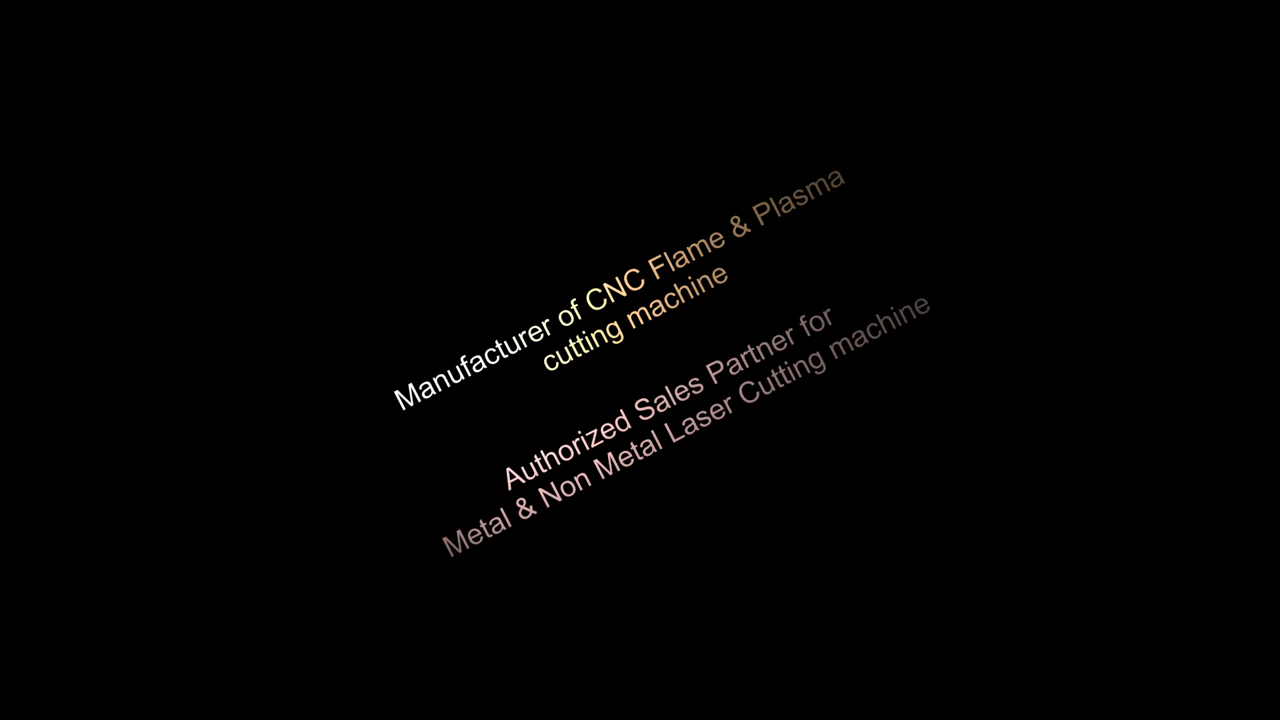 Manufacturer of CNC Flame & Plasma
cutting machine
Authorized Sales Partner for
Metal & Non Metal Laser Cutting machine